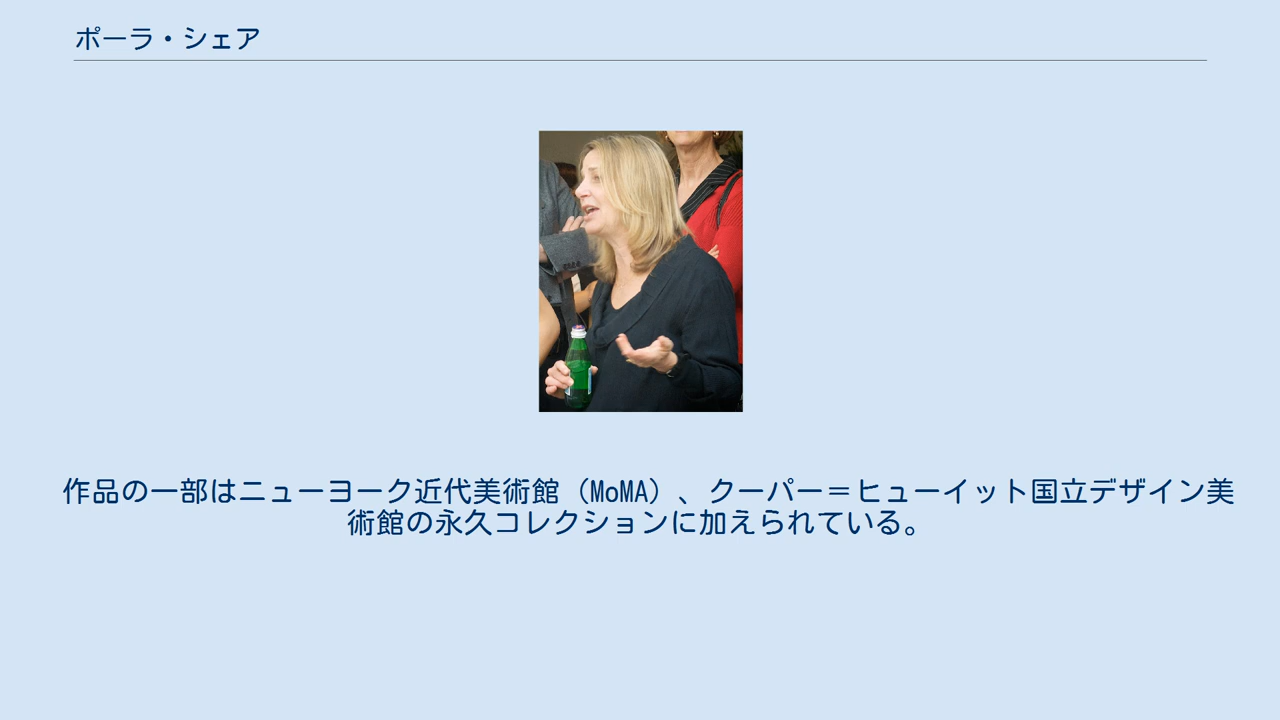 ポーラ・シェア
作品の一部はニューヨーク近代美術館（MoMA）、クーパー＝ヒューイット国立デザイン美
術館の永久コレクションに加えられている。